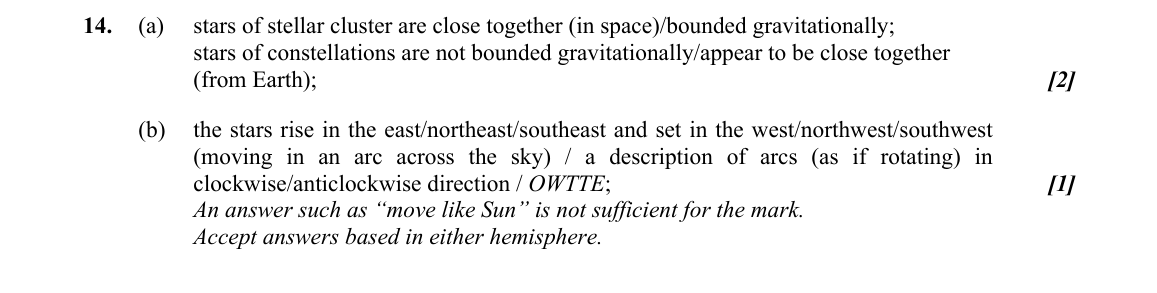 14. (a) stars of stellar cluster are close together (in space)/bounded gravitationally;
stars of constellations are not bounded gravitationally/appear to be close together
(from Earth); [2]
(b) the stars rise in the east/northeast/southeast and set in the west/northwest/southwest
(moving in an arc across the sky) / a description of arcs (as if rotating) in
clockwise/anticlockwise direction / OWTTE; [1]
An answer such as “move like Sun” is not sufficient for the mark.
Accept answers based in either hemisphere.